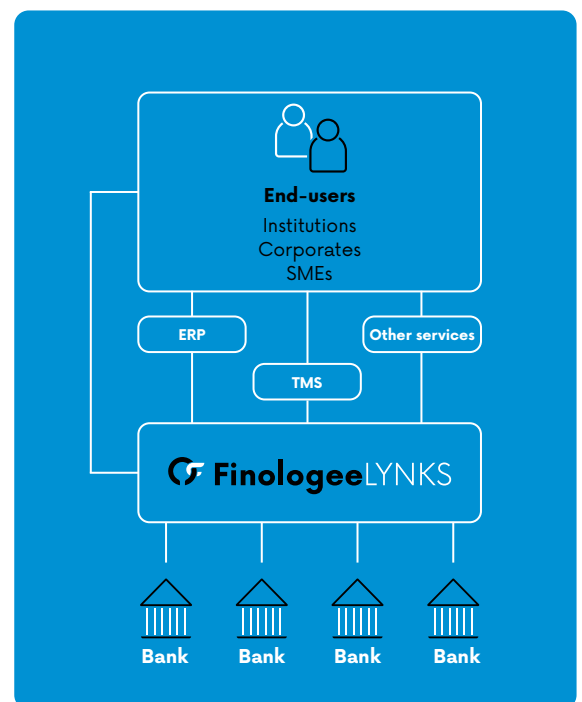 End-users
Institutions
Corporates
SMEs
ERP
Other services
TMS
FinologeeLYNKS
Bank
Bank
Bank
Bank